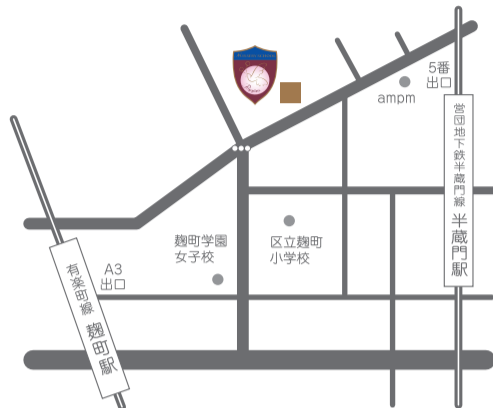 5番
出口
ampm
営団地下鉄半蔵門線 半蔵門駅
麹町学園
女子校
区立麹町
小学校
A3
出口
有楽町線 麹町駅